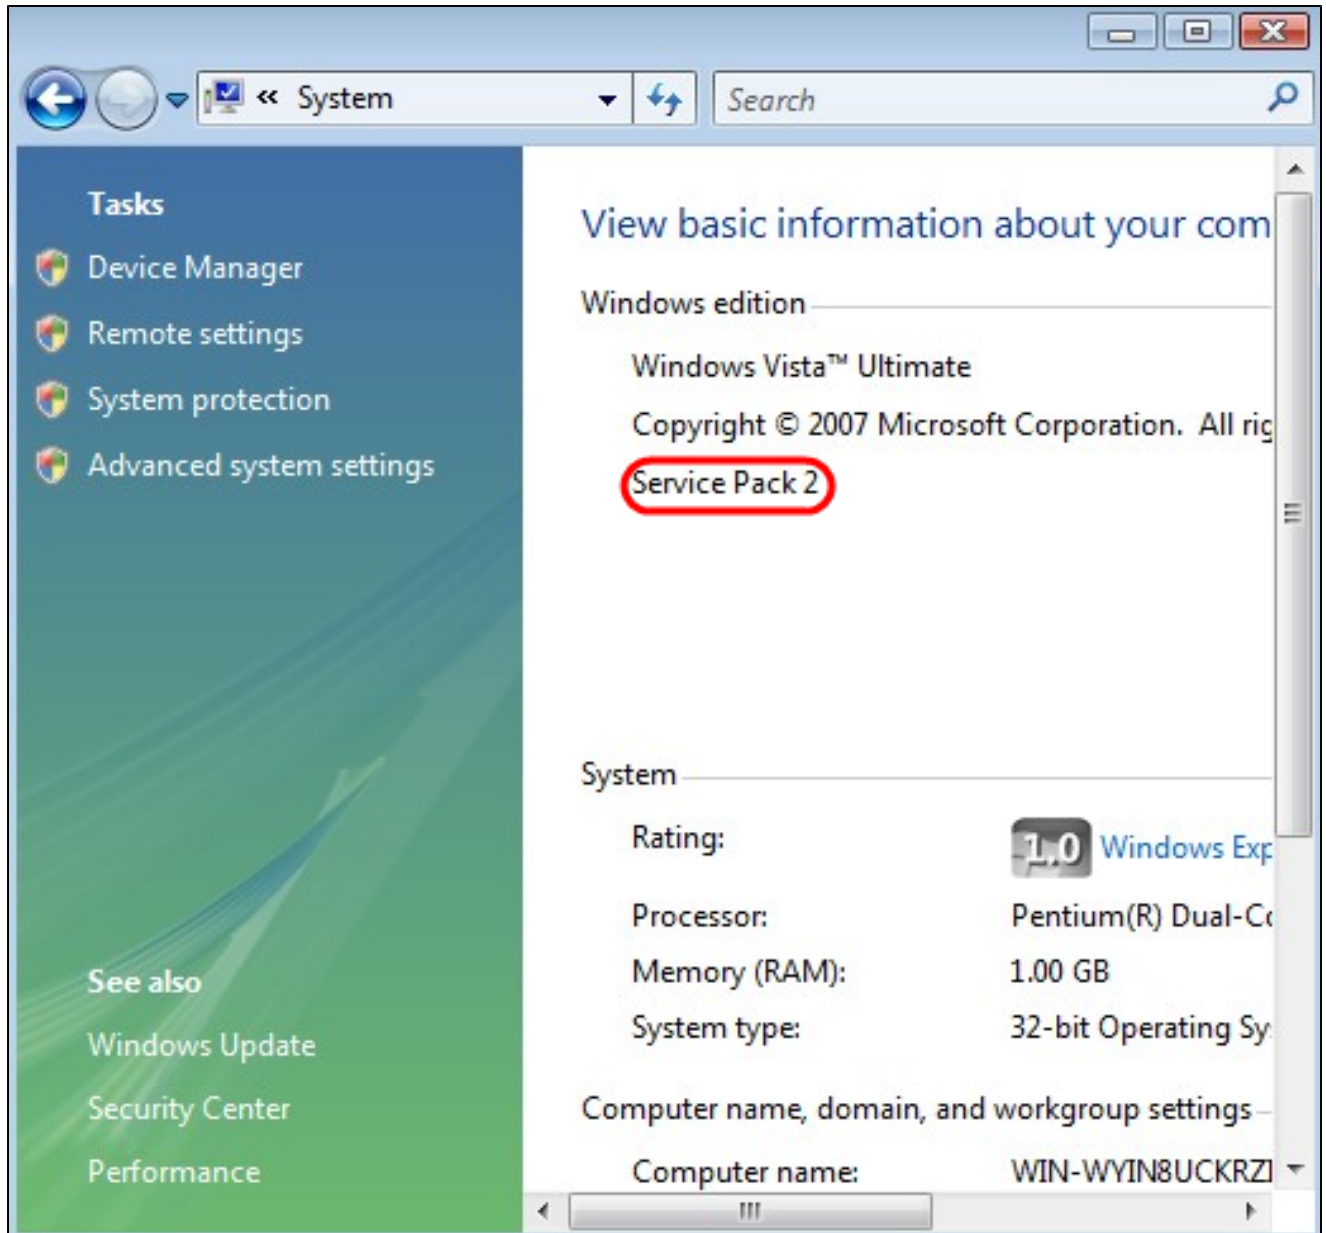 « System
Search
Tasks
Device Manager
Remote settings
System protection
Advanced system settings
See also
Windows Update
Security Center
Performance
View basic information about your com
Windows edition
Windows Vista™ Ultimate
Copyright © 2007 Microsoft Corporation. All rig
Service Pack 2
System
Rating: 1.0 Windows Exp
Processor: Pentium(R) Dual-Co
Memory (RAM): 1.00 GB
System type: 32-bit Operating Sy
Computer name, domain, and workgroup settings
Computer name: WIN-WYIN8UCKRZ